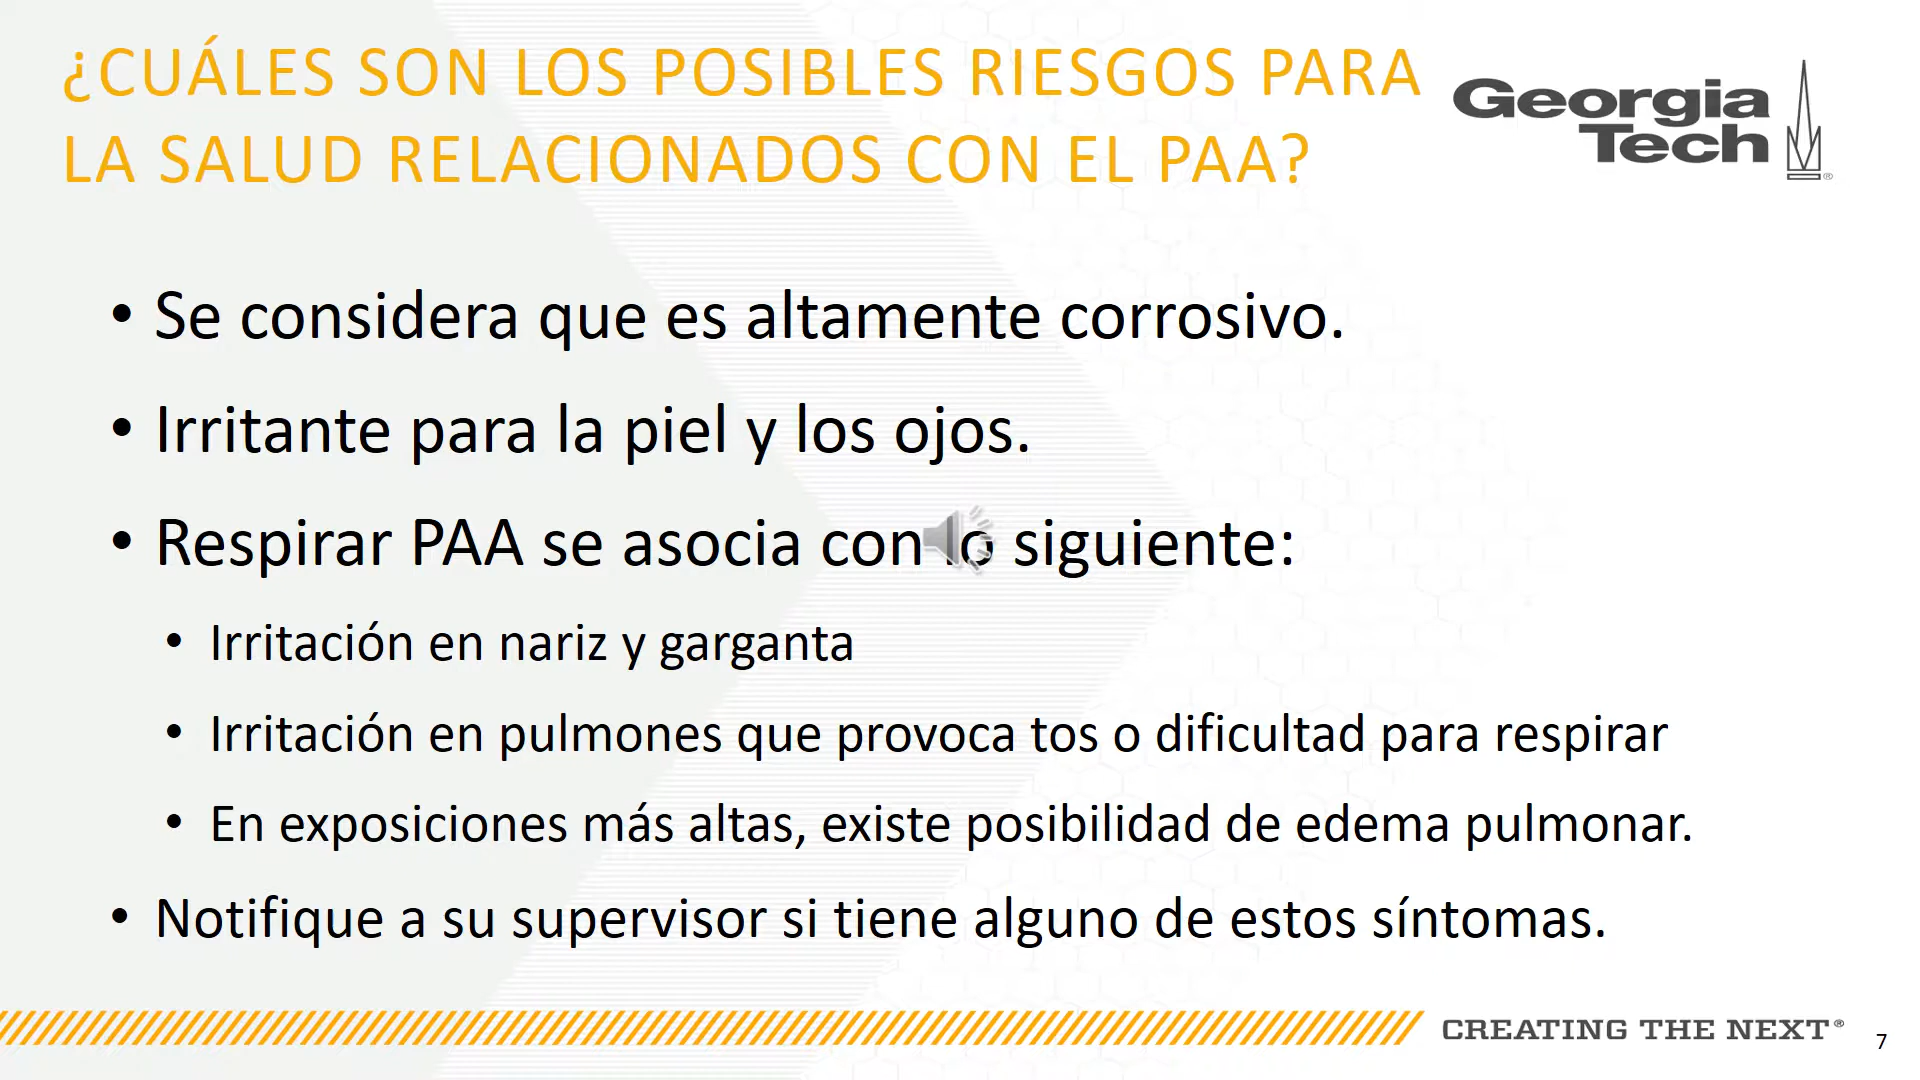 ¿CUÁLES SON LOS POSIBLES RIESGOS PARA
LA SALUD RELACIONADOS CON EL PAA?
Georgia
Tech
®
• Se considera que es altamente corrosivo.
• Irritante para la piel y los ojos.
• Respirar PAA se asocia con lo siguiente:
• Irritación en nariz y garganta
• Irritación en pulmones que provoca tos o dificultad para respirar
• En exposiciones más altas, existe posibilidad de edema pulmonar.
• Notifique a su supervisor si tiene alguno de estos síntomas.
CREATING THE NEXT®
7